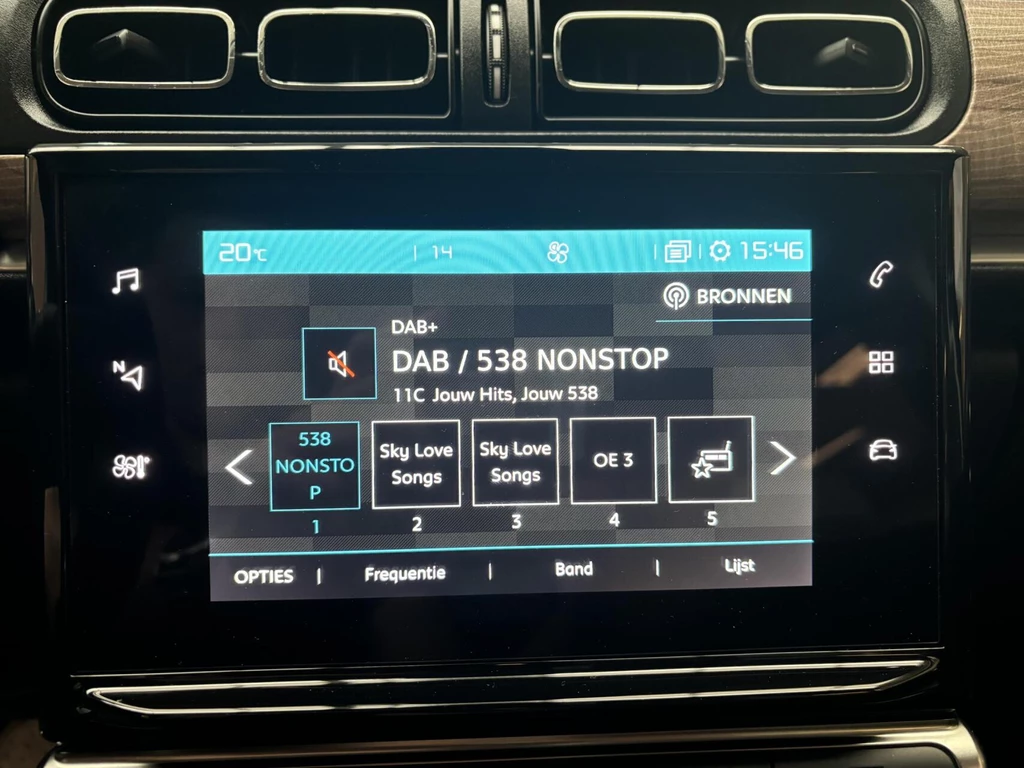 20°C | 14 | | 15:46
BRONNEN
DAB+
DAB / 538 NONSTOP
11C Jouw Hits, Jouw 538
N
538
NONSTO
P
Sky Love
Songs
Sky Love
Songs
OE 3
1 2 3 4 5
OPTIES | Frequentie | Band | Lijst